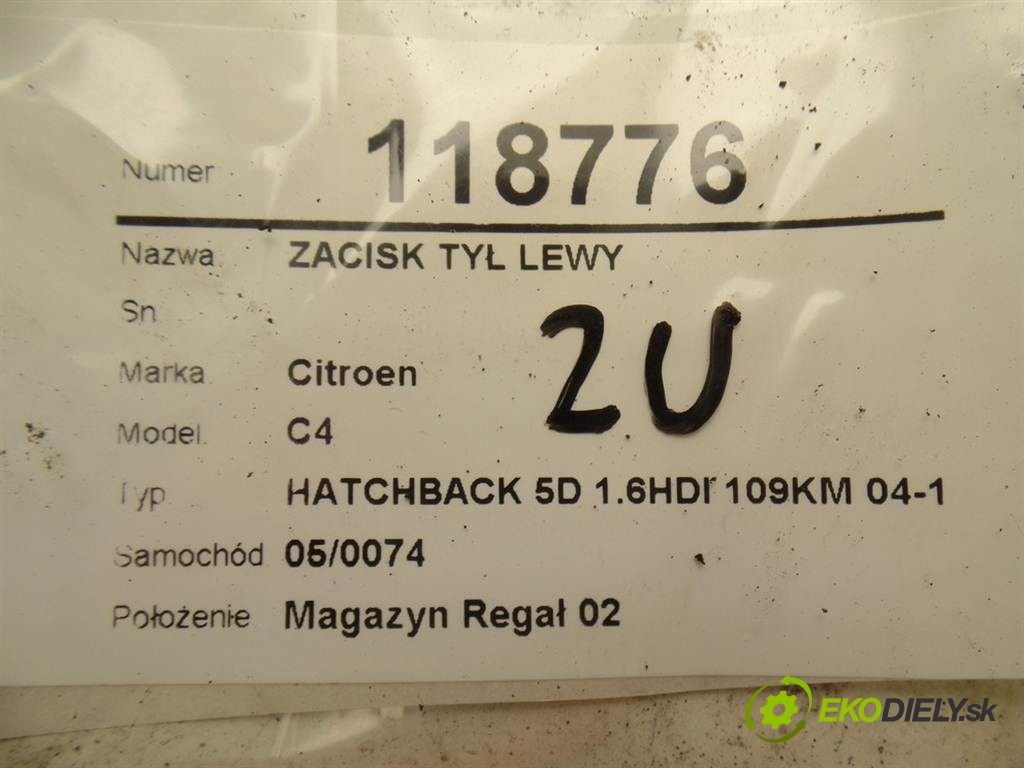 Numer 118776
Nazwa ZACISK TYŁ LEWY
Sn
2U
Marka Citroen
Model C4
Typ HATCHBACK 5D 1.6HDI 109KM 04-1
Samochód 05/0074
Położenie Magazyn Regał 02
EKODIELY.sk